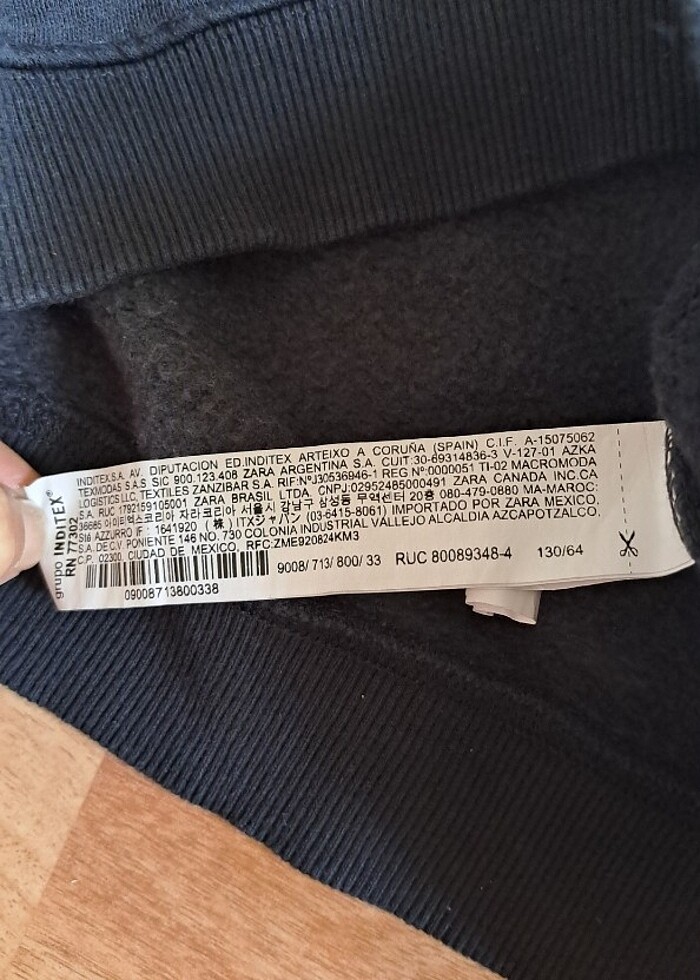 grupo INDITEX®
INDITEX.S.A. AV. DIPUTACION ED.INDITEX ARTEIXO A CORUÑA (SPAIN) C.I.F. A-15075062
TEXMODAS S.A.S SIC 900.123.408 ZARA ARGENTINA S.A. CUIT:30-69314836-3 V-127-01 AZKA
LOGISTICS LLC, TEXTILES ZANZIBAR S.A. RIF:NºJ30536946-1 REG Nº:0000051 TI-02 MACROMODA
S.A. RUC 1792159105001 ZARA BRASIL LTDA. CNPJ:02952485000491 ZARA CANADA INC.CA
아이티엑스코리아 자라코리아 서울시 강남구 삼성동 무역센터 20층 080-479-0880 MA-MAROC:
S16 AZZURRO IF : 1641920 (株) ITXジャパン (03-6415-8061) IMPORTADO POR ZARA MEXICO,
S.A. DE C.V. PONIENTE 146 NO. 730 COLONIA INDUSTRIAL VALLEJO ALCALDIA AZCAPOTZALCO.
C.P. 02300, CIUDAD DE MEXICO. RFC:ZME920824KM3
9008/ 713/ 800/ 33 RUC 80089348-4 130/64
09008713800338